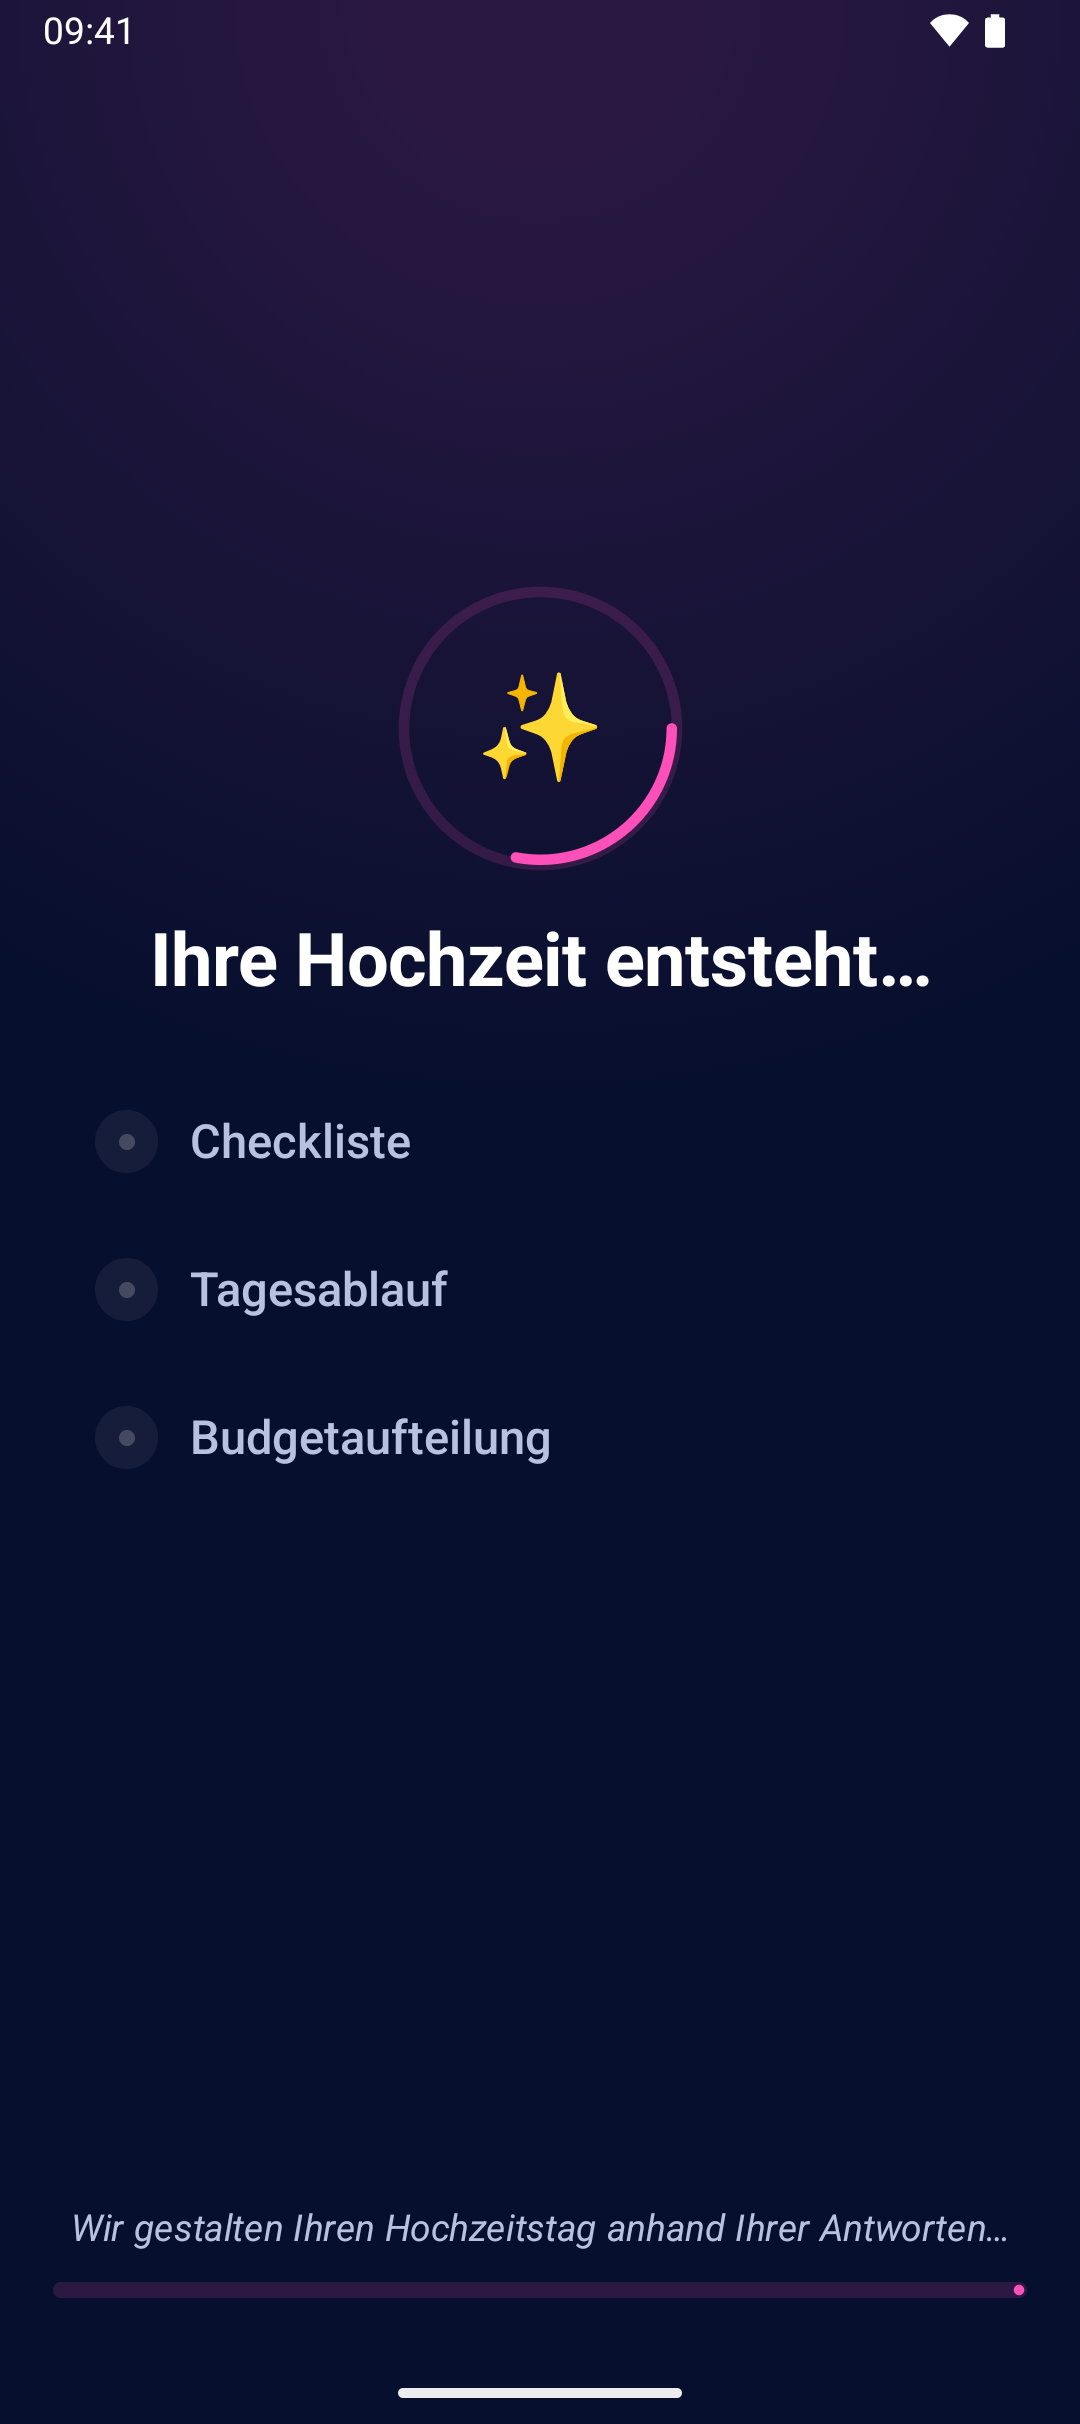 09:41
Ihre Hochzeit entsteht…
Checkliste
Tagesablauf
Budgetaufteilung
Wir gestalten Ihren Hochzeitstag anhand Ihrer Antworten…